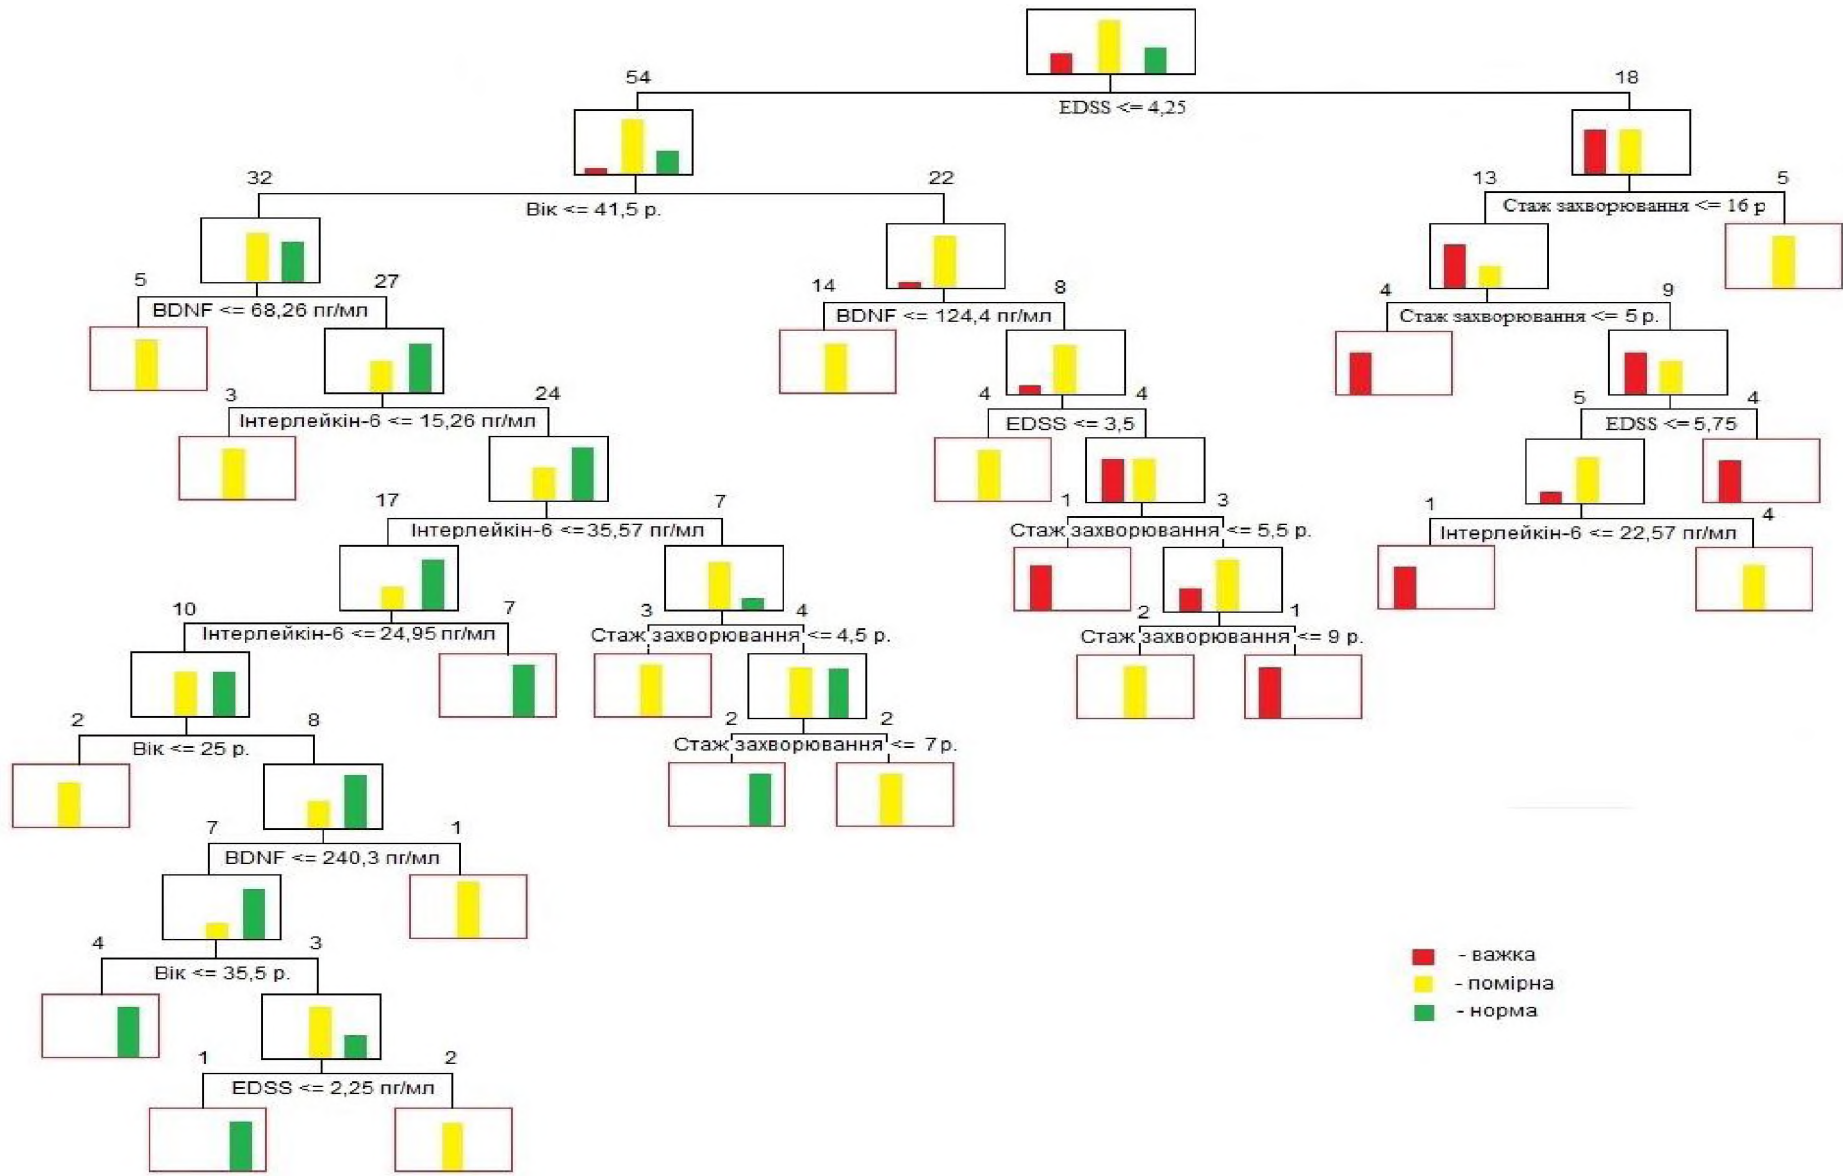 54 18
EDSS <= 4,25
32 22 13 5
Вік <= 41,5 р. Стаж захворювання <= 16 р
5 27 14 8 4 9
BDNF <= 68,26 пг/мл BDNF <= 124,4 пг/мл Стаж захворювання <= 5 р.
3 24 4 4 5 4
Інтерлейкін-6 <= 15,26 пг/мл EDSS <= 3,5 EDSS <= 5,75
17 7 1 3 1 4
Інтерлейкін-6 <=35,57 пг/мл Стаж захворювання <= 5,5 р. Інтерлейкін-6 <= 22,57 пг/мл
10 7 3 4 2 1
Інтерлейкін-6 <= 24,95 пг/мл Стаж захворювання <= 4,5 р. Стаж захворювання <= 9 р.
2 8 2 2
Вік <= 25 р. Стаж захворювання <= 7 р.
7 1
BDNF <= 240,3 пг/мл
4 3
Вік <= 35,5 р.
- важка
- помірна
- норма
1 2
EDSS <= 2,25 пг/мл